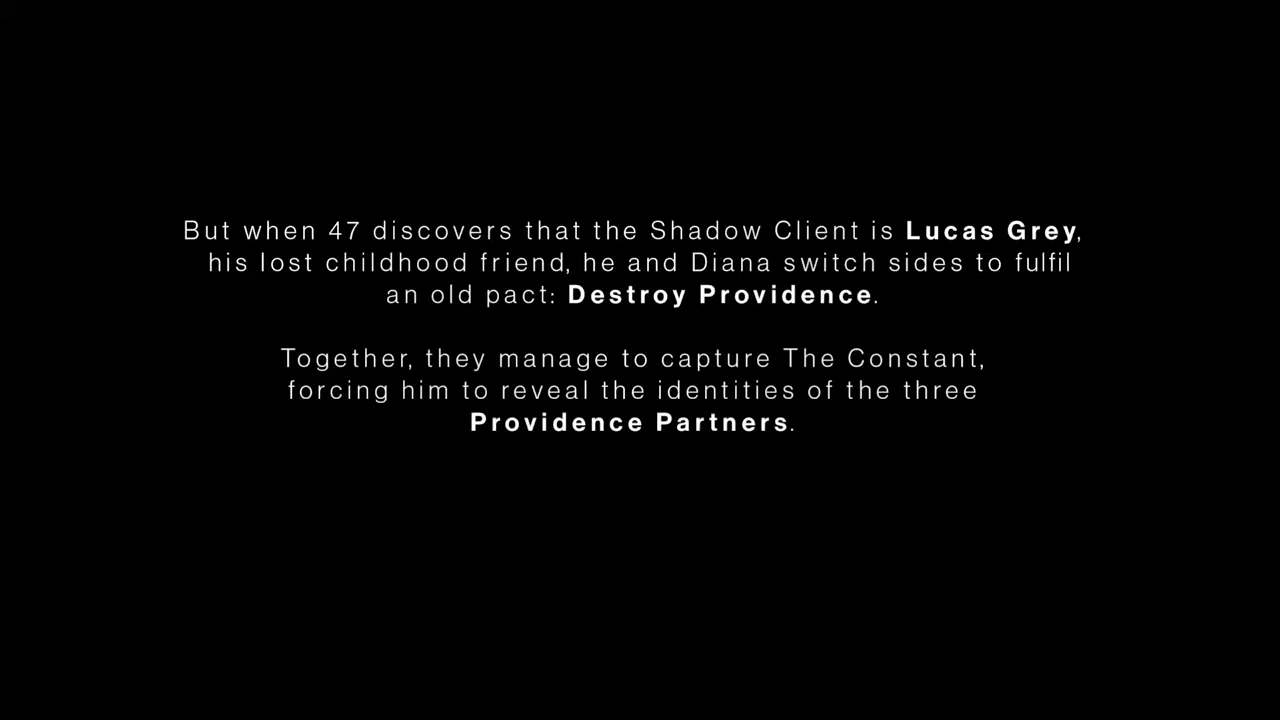 But when 47 discovers that the Shadow Client is Lucas Grey,
his lost childhood friend, he and Diana switch sides to fulfil
an old pact: Destroy Providence.
Together, they manage to capture The Constant,
forcing him to reveal the identities of the three
Providence Partners.